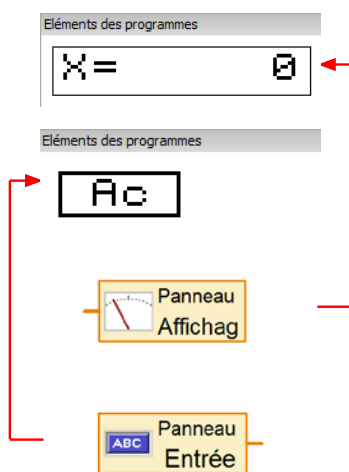 Eléments des programmes
X= 0
Eléments des programmes
Ac
Panneau
Affichag
ABC
Panneau
Entrée